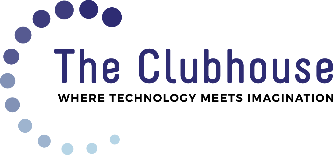 The Clubhouse
WHERE TECHNOLOGY MEETS IMAGINATION